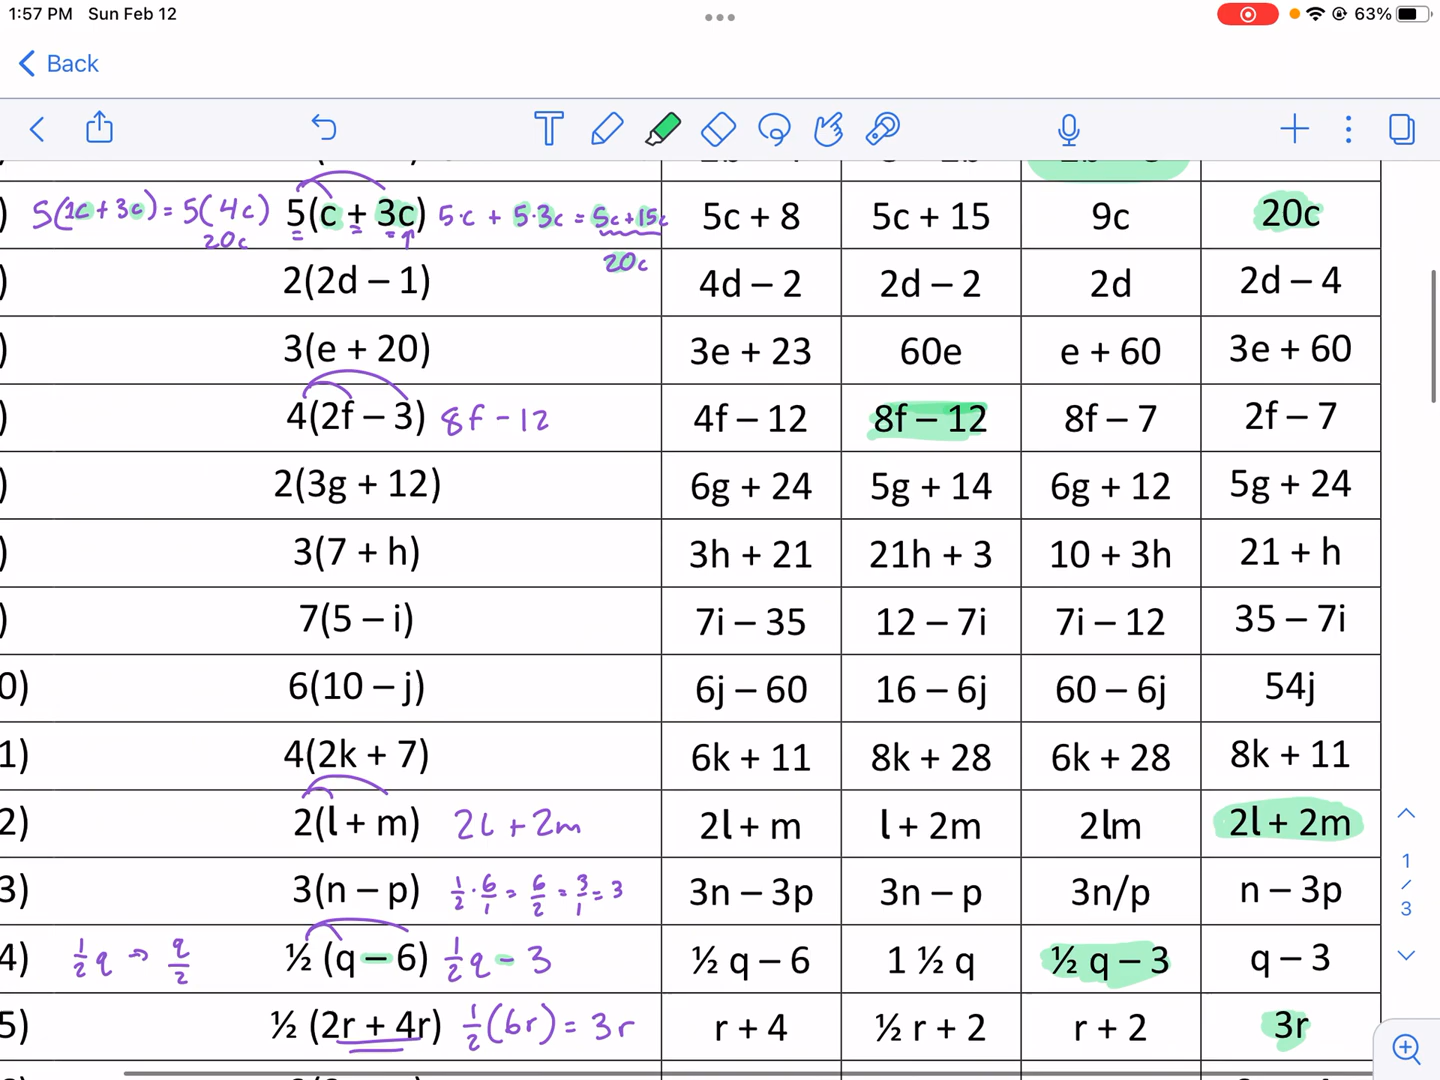 1:57 PM Sun Feb 12 63%
Back
) 5(1c + 3c) = 5(4c) 5(c + 3c) 5·c + 5·3c = 5c+15c 5c + 8 5c + 15 9c 20c
20c 20c
) 2(2d – 1) 4d – 2 2d – 2 2d 2d – 4
) 3(e + 20) 3e + 23 60e e + 60 3e + 60
) 4(2f – 3) 8f - 12 4f – 12 8f – 12 8f – 7 2f – 7
) 2(3g + 12) 6g + 24 5g + 14 6g + 12 5g + 24
) 3(7 + h) 3h + 21 21h + 3 10 + 3h 21 + h
) 7(5 – i) 7i – 35 12 – 7i 7i – 12 35 – 7i
0) 6(10 – j) 6j – 60 16 – 6j 60 – 6j 54j
1) 4(2k + 7) 6k + 11 8k + 28 6k + 28 8k + 11
2) 2(l + m) 2l + 2m 2l + m l + 2m 2lm 2l + 2m
3) 3(n – p) 1/2 · 6/1 = 6/2 = 3/1 = 3 3n – 3p 3n – p 3n/p n – 3p
4) 1/2 q → q/2 ½ (q – 6) 1/2 q - 3 ½ q – 6 1 ½ q ½ q – 3 q – 3
5) ½ (2r + 4r) 1/2 (6r) = 3r r + 4 ½ r + 2 r + 2 3r
1
/
3